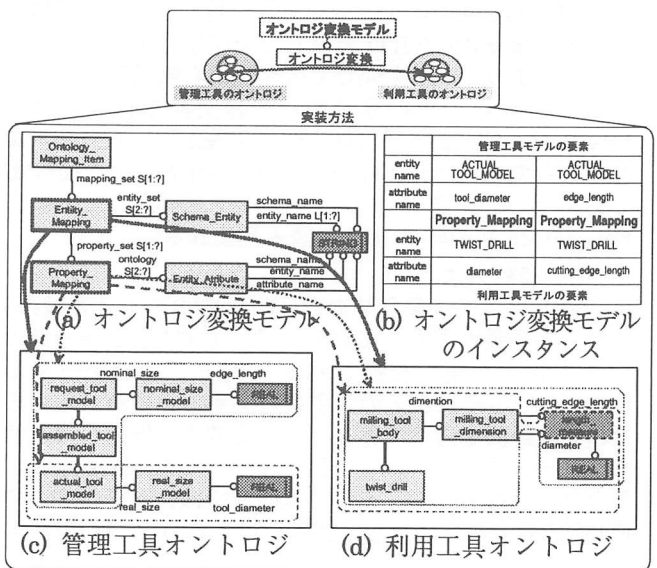 オントロジ変換モデル
オントロジ変換
管理工具のオントロジ
利用工具のオントロジ
実装方法
Ontology_
Mapping_Item
mapping_set S[1:?]
Entity_
Mapping
entity_set
S[2:?]
Schema_Entity
schema_name
entity_name L[1:?]
STRING
property_set S[1:?]
Property_
Mapping
ontology
S[2:?]
Entity_Atribute
schema_name
entity_name
attribute_name
(a) オントロジ変換モデル
管理工具モデルの要素
entity name ACTUAL TOOL_MODEL ACTUAL TOOL_MODEL
attribute name tool_diameter edge_length
Property_Mapping Property_Mapping
entity name TWIST_DRILL TWIST_DRILL
attribute name diameter cutting_edge_length
利用工具モデルの要素
(b) オントロジ変換モデル
のインスタンス
nominal_size
edge_length
request_tool
_model
nominal_size
_model
REAL
assembled_tool
_model
actual_tool
_model
real_size
_model
REAL
real_size
tool_diameter
(c) 管理工具オントロジ
dimention
cutting_edge_length
milling_tool
_body
milling_tool
_dimension
diameter
REAL
twist_drill
(d) 利用工具オントロジ